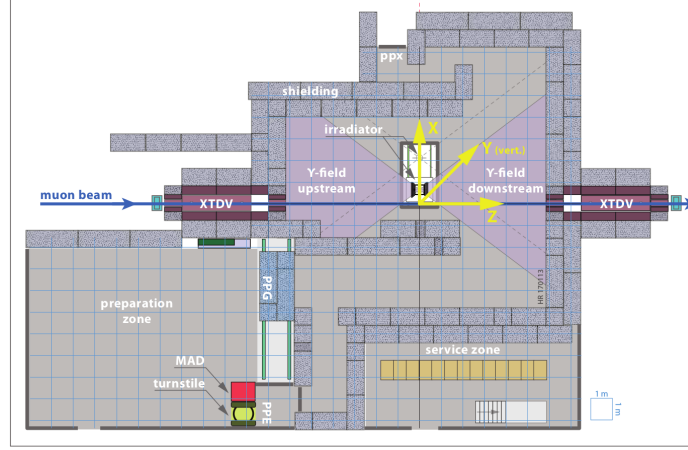 ppx
shielding
irradiator
X
Y (vert.)
Y-field
upstream
Y-field
downstream
muon beam
XTDV
XTDV
Z
HR 170113
PPG
preparation
zone
service zone
MAD
turnstile
PPE
1 m
1 m